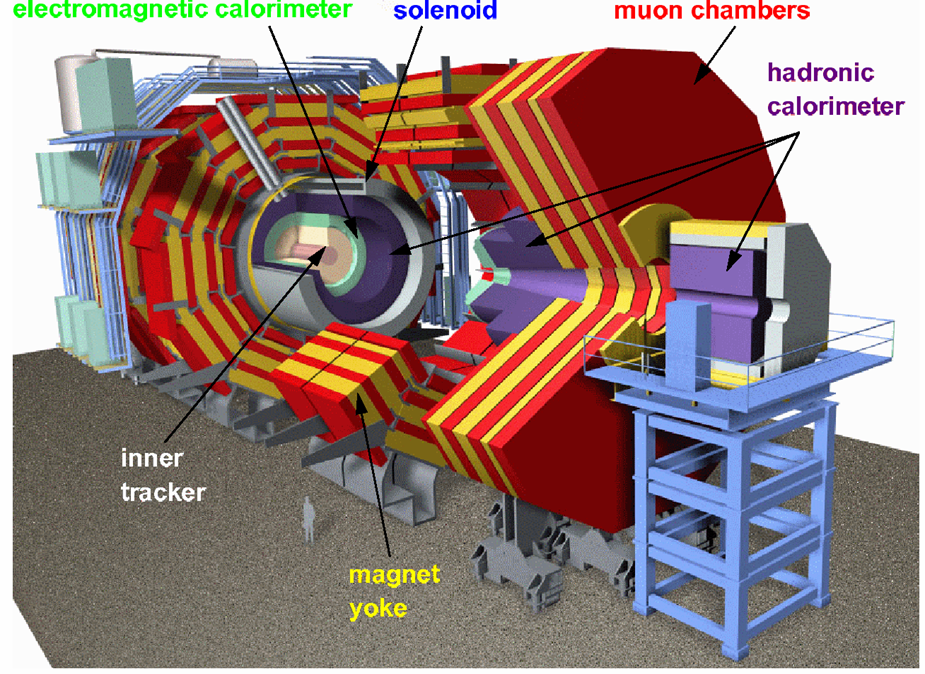 electromagnetic calorimeter
solenoid
muon chambers
hadronic
calorimeter
inner
tracker
magnet
yoke